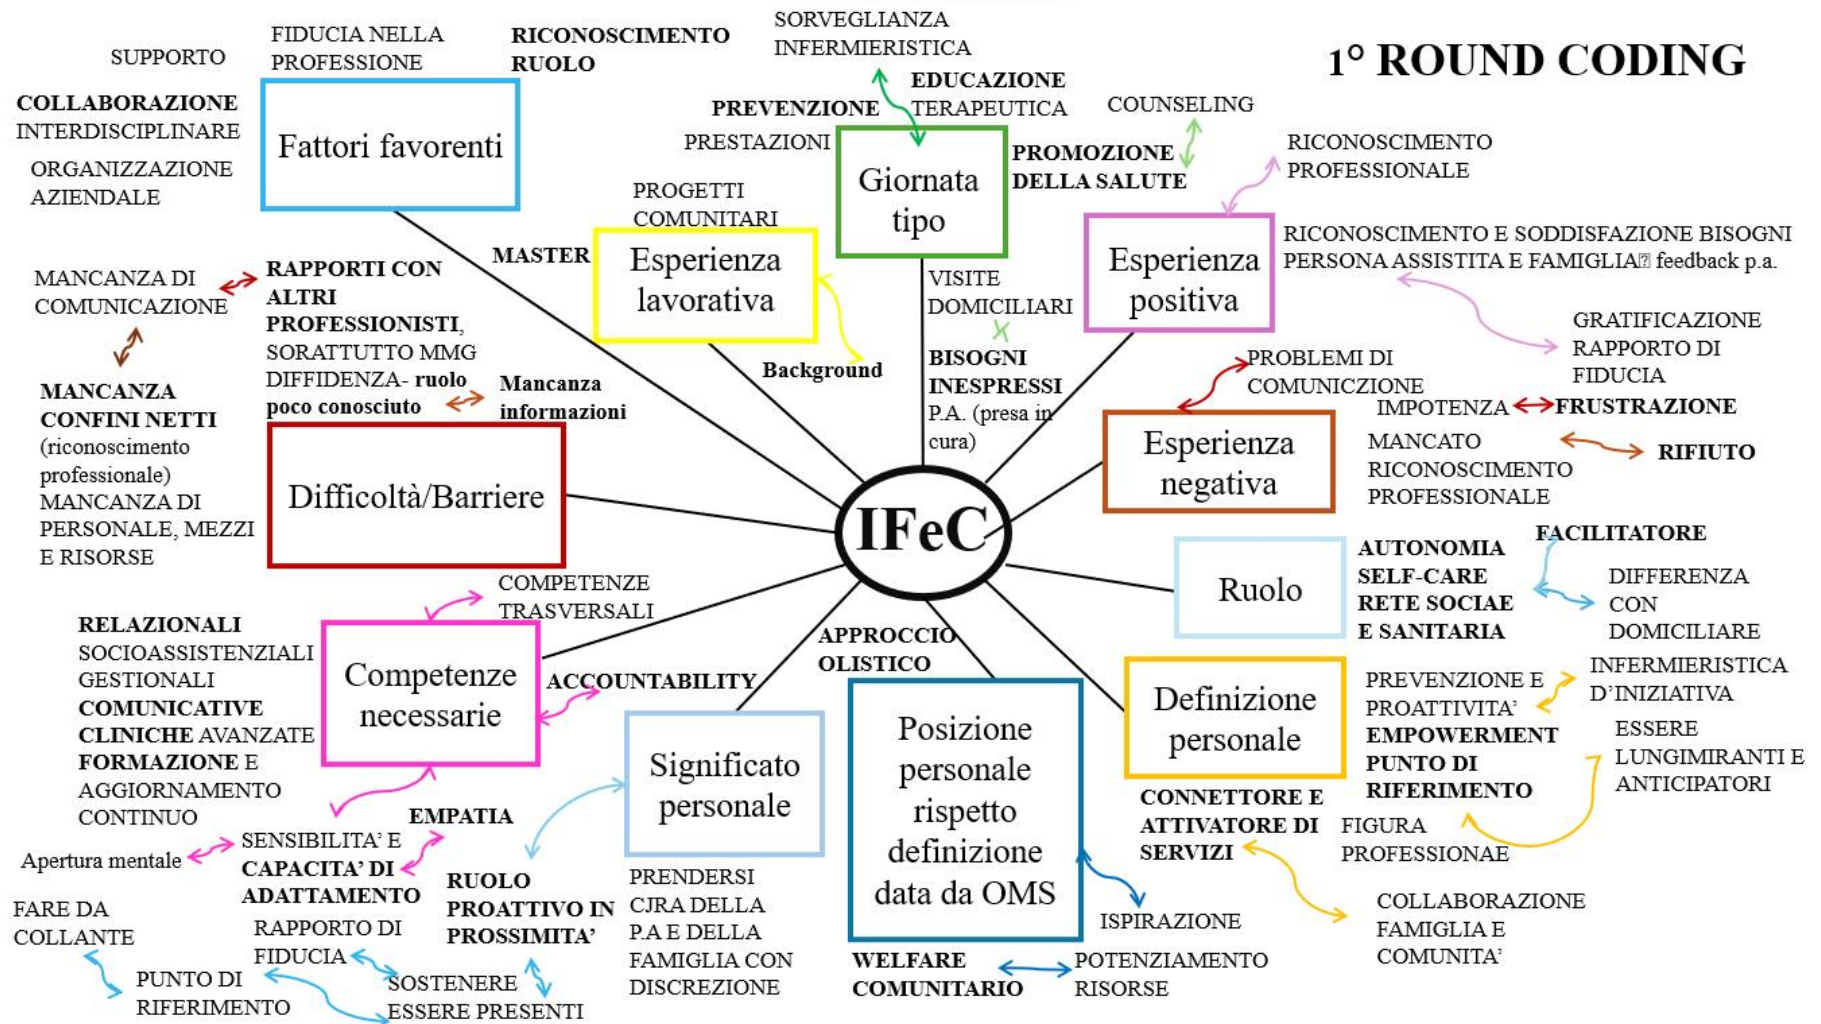 1° ROUND CODING
SUPPORTO
FIDUCIA NELLA
PROFESSIONE
RICONOSCIMENTO
RUOLO
COLLABORAZIONE
INTERDISCIPLINARE
ORGANIZZAZIONE
AZIENDALE
Fattori favorenti
SORVEGLIANZA
INFERMIERISTICA
EDUCAZIONE
TERAPEUTICA
PREVENZIONE
PRESTAZIONI
PROMOZIONE
DELLA SALUTE
COUNSELING
Giornata
tipo
VISITE
DOMICILIARI
BISOGNI
INESPRESSI
P.A. (presa in
cura)
PROGETTI
COMUNITARI
MASTER
Esperienza
lavorativa
Background
RICONOSCIMENTO
PROFESSIONALE
Esperienza
positiva
RICONOSCIMENTO E SODDISFAZIONE BISOGNI
PERSONA ASSISTITA E FAMIGLIA feedback p.a.
GRATIFICAZIONE
RAPPORTO DI
FIDUCIA
MANCANZA DI
COMUNICAZIONE
RAPPORTI CON
ALTRI
PROFESSIONISTI,
SORATTUTTO MMG
DIFFIDENZA- ruolo
poco conosciuto
Mancanza
informazioni
MANCANZA
CONFINI NETTI
(riconoscimento
professionale)
MANCANZA DI
PERSONALE, MEZZI
E RISORSE
Difficoltà/Barriere
PROBLEMI DI
COMUNICZIONE
IMPOTENZA
FRUSTRAZIONE
MANCATO
RICONOSCIMENTO
PROFESSIONALE
RIFIUTO
Esperienza
negativa
IFeC
Ruolo
AUTONOMIA
SELF-CARE
RETE SOCIAE
E SANITARIA
FACILITATORE
DIFFERENZA
CON
DOMICILIARE
COMPETENZE
TRASVERSALI
RELAZIONALI
SOCIOASSISTENZIALI
GESTIONALI
COMUNICATIVE
CLINICHE AVANZATE
FORMAZIONE E
AGGIORNAMENTO
CONTINUO
Competenze
necessarie
ACCOUNTABILITY
SENSIBILITA’ E
CAPACITA’ DI
ADATTAMENTO
EMPATIA
Apertura mentale
APPROCCIO
OLISTICO
Significato
personale
RUOLO
PROATTIVO IN
PROSSIMITA’
PRENDERSI
CJRA DELLA
P.A E DELLA
FAMIGLIA CON
DISCREZIONE
FARE DA
COLLANTE
PUNTO DI
RIFERIMENTO
RAPPORTO DI
FIDUCIA
SOSTENERE
ESSERE PRESENTI
Posizione
personale
rispetto
definizione
data da OMS
ISPIRAZIONE
WELFARE
COMUNITARIO
POTENZIAMENTO
RISORSE
Definizione
personale
PREVENZIONE E
PROATTIVITA’
EMPOWERMENT
PUNTO DI
RIFERIMENTO
INFERMIERISTICA
D’INIZIATIVA
ESSERE
LUNGIMIRANTI E
ANTICIPATORI
CONNETTORE E
ATTIVATORE DI
SERVIZI
FIGURA
PROFESSIONAE
COLLABORAZIONE
FAMIGLIA E
COMUNITA’